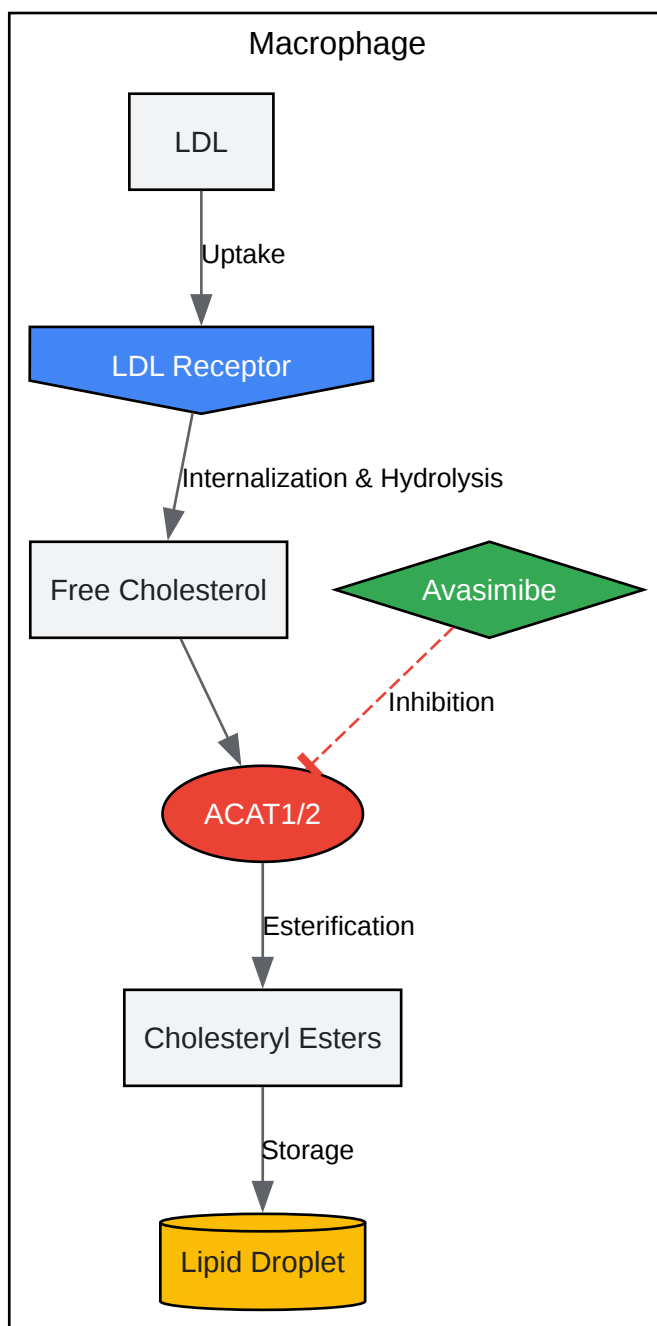 Macrophage
LDL
Uptake
LDL Receptor
Internalization & Hydrolysis
Free Cholesterol
Avasimibe
Inhibition
ACAT1/2
Esterification
Cholesteryl Esters
Storage
Lipid Droplet